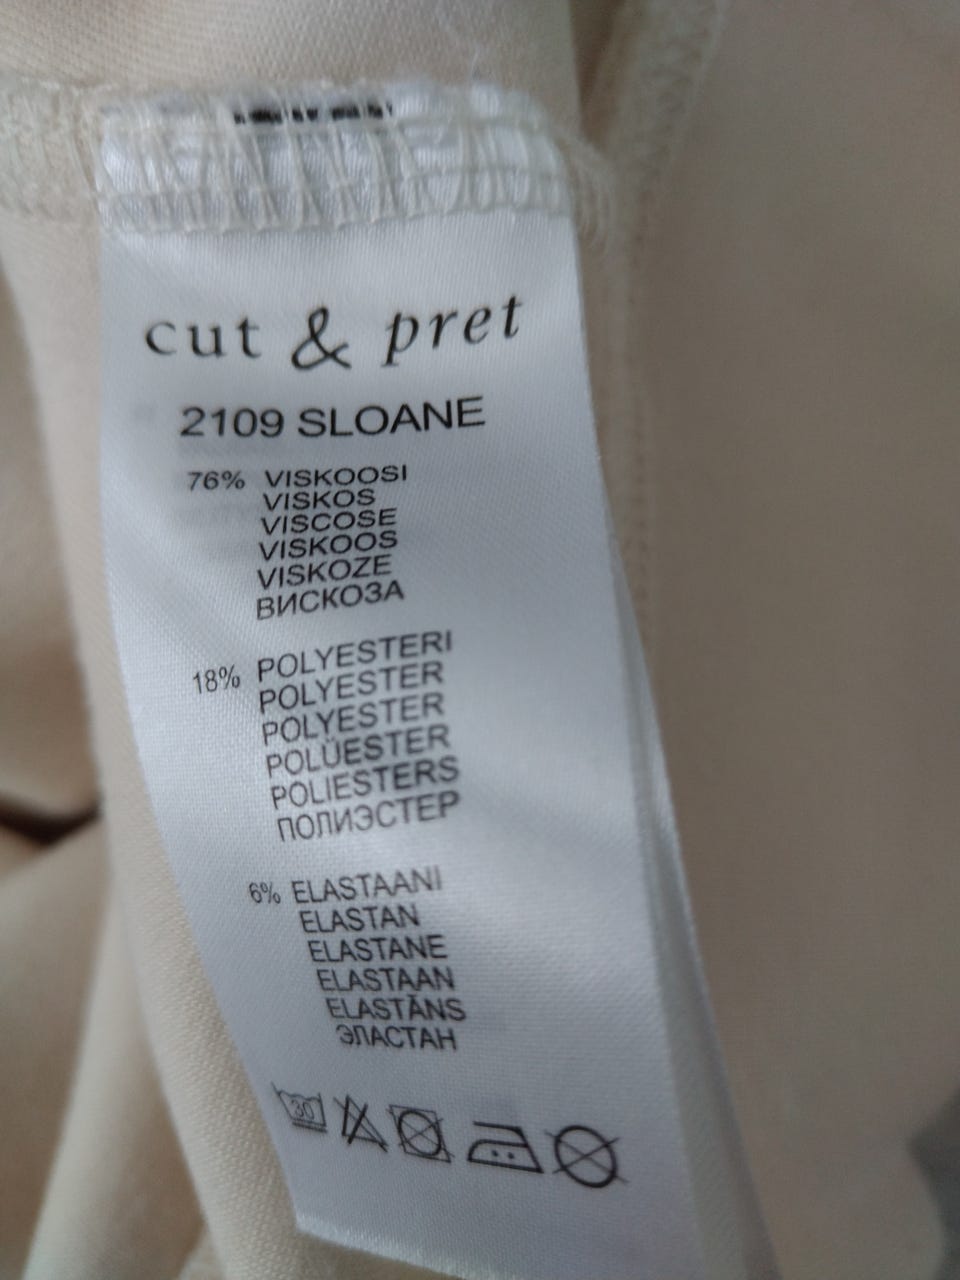 cut & pret
2109 SLOANE
76% VISKOOSI
VISKOS
VISCOSE
VISKOOS
VISKOZE
ВИСКОЗА
18% POLYESTERI
POLYESTER
POLYESTER
POLÜESTER
POLIESTERS
ПОЛИЭСТЕР
6% ELASTAANI
ELASTAN
ELASTANE
ELASTAAN
ELASTĀNS
ЭЛАСТАН
30